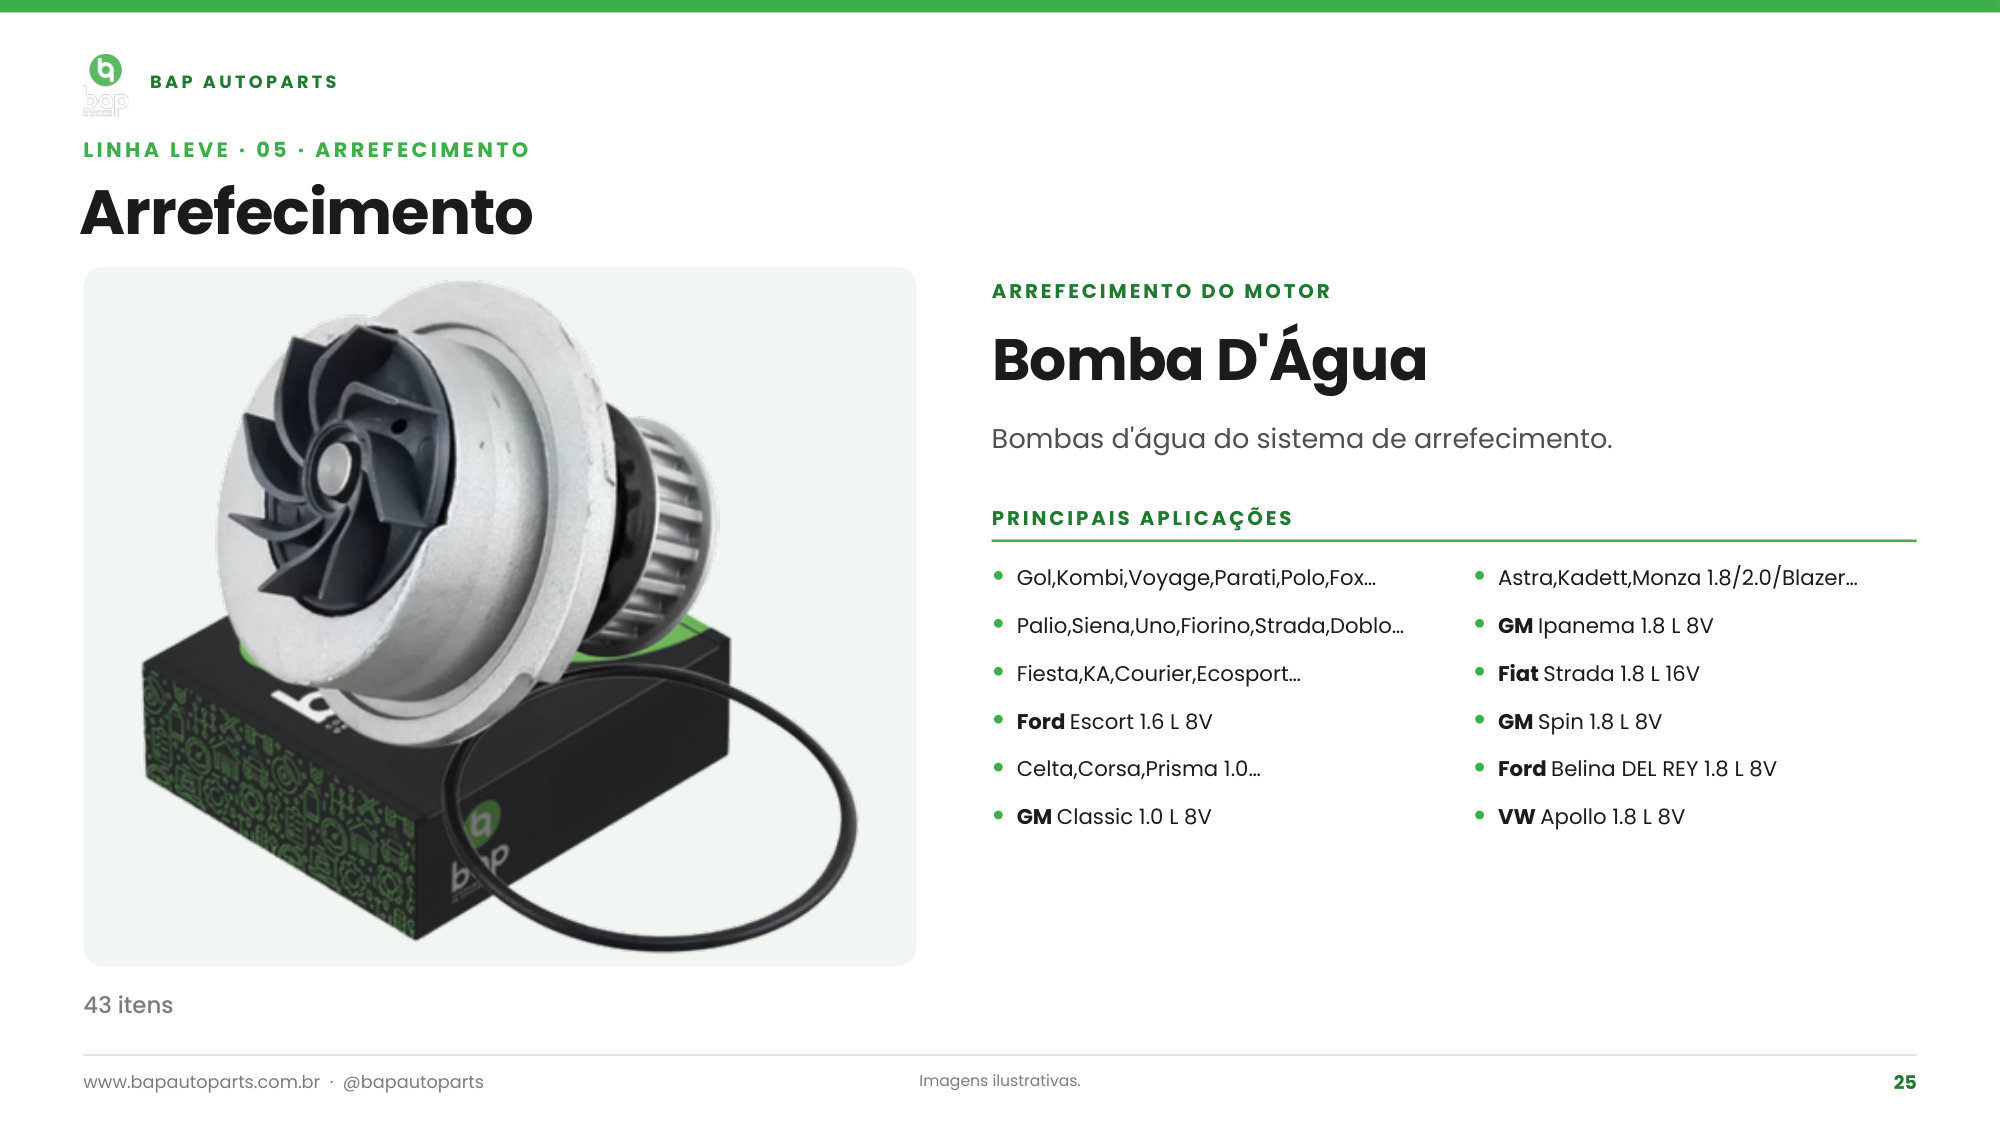 bap
BAP AUTOPARTS
LINHA LEVE · 05 · ARREFECIMENTO
Arrefecimento
bap
ARREFECIMENTO DO MOTOR
Bomba D'Água
Bombas d'água do sistema de arrefecimento.
PRINCIPAIS APLICAÇÕES
Gol,Kombi,Voyage,Parati,Polo,Fox...
Palio,Siena,Uno,Fiorino,Strada,Doblo...
Fiesta,KA,Courier,Ecosport...
Ford Escort 1.6 L 8V
Celta,Corsa,Prisma 1.0...
GM Classic 1.0 L 8V
Astra,Kadett,Monza 1.8/2.0/Blazer...
GM Ipanema 1.8 L 8V
Fiat Strada 1.8 L 16V
GM Spin 1.8 L 8V
Ford Belina DEL REY 1.8 L 8V
VW Apollo 1.8 L 8V
43 itens
www.bapautoparts.com.br · @bapautoparts
Imagens ilustrativas.
25